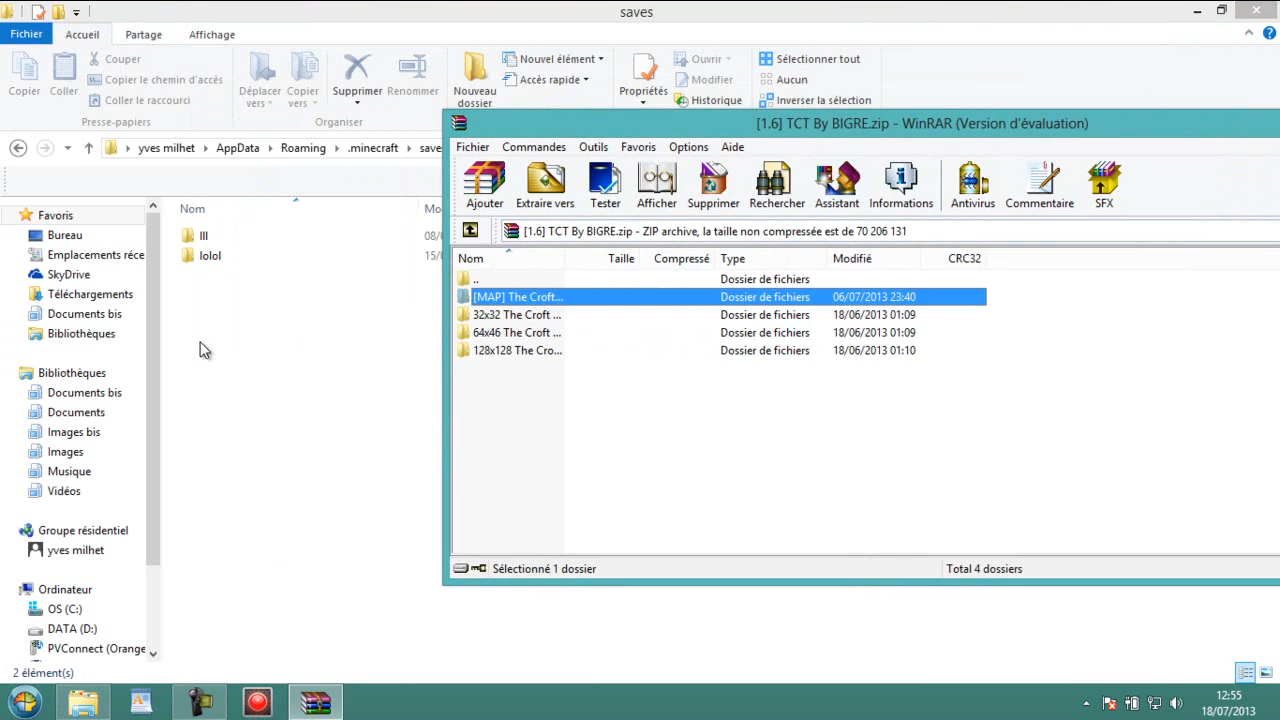 saves
Fichier
Accueil
Partage
Affichage
Copier
Coller
Couper
Copier le chemin d'accès
Coller le raccourci
Presse-papiers
Déplacer vers
Copier vers
Supprimer
Renommer
Organiser
Nouveau dossier
Nouvel élément
Accès rapide
Propriétés
Ouvrir
Modifier
Historique
Sélectionner tout
Aucun
Inverser la sélection
yves milhet
AppData
Roaming
.minecraft
save
Nom
Mo
lll
08/
lolol
15/
Favoris
Bureau
Emplacements réce
SkyDrive
Téléchargements
Documents bis
Bibliothèques
Bibliothèques
Documents bis
Documents
Images bis
Images
Musique
Vidéos
Groupe résidentiel
yves milhet
Ordinateur
OS (C:)
DATA (D:)
PVConnect (Orange
2 élément(s)
[1.6] TCT By BIGRE.zip - WinRAR (Version d'évaluation)
Fichier Commandes Outils Favoris Options Aide
Ajouter
Extraire vers
Tester
Afficher
Supprimer
Rechercher
Assistant
Informations
Antivirus
Commentaire
SFX
[1.6] TCT By BIGRE.zip - ZIP archive, la taille non compressée est de 70 206 131
Nom Taille Compressé Type Modifié CRC32
.. Dossier de fichiers
[MAP] The Croft... Dossier de fichiers 06/07/2013 23:40
32x32 The Croft ... Dossier de fichiers 18/06/2013 01:09
64x46 The Croft ... Dossier de fichiers 18/06/2013 01:09
128x128 The Cro... Dossier de fichiers 18/06/2013 01:10
Sélectionné 1 dossier
Total 4 dossiers
12:55
18/07/2013